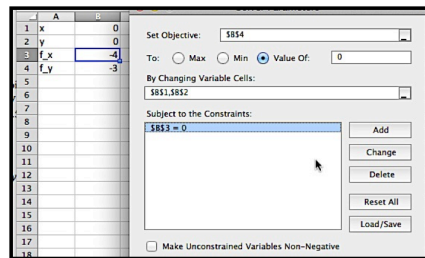 A B
1 x 0
2 y 0
3 f_x -4
4 f_y -3
5
6
7
8
9
10
11
12
13
14
15
16
17
18
Set Objective: $B$4
To: Max Min Value Of: 0
By Changing Variable Cells:
$B$1,$B$2
Subject to the Constraints:
$B$3 = 0
Add
Change
Delete
Reset All
Load/Save
Make Unconstrained Variables Non-Negative